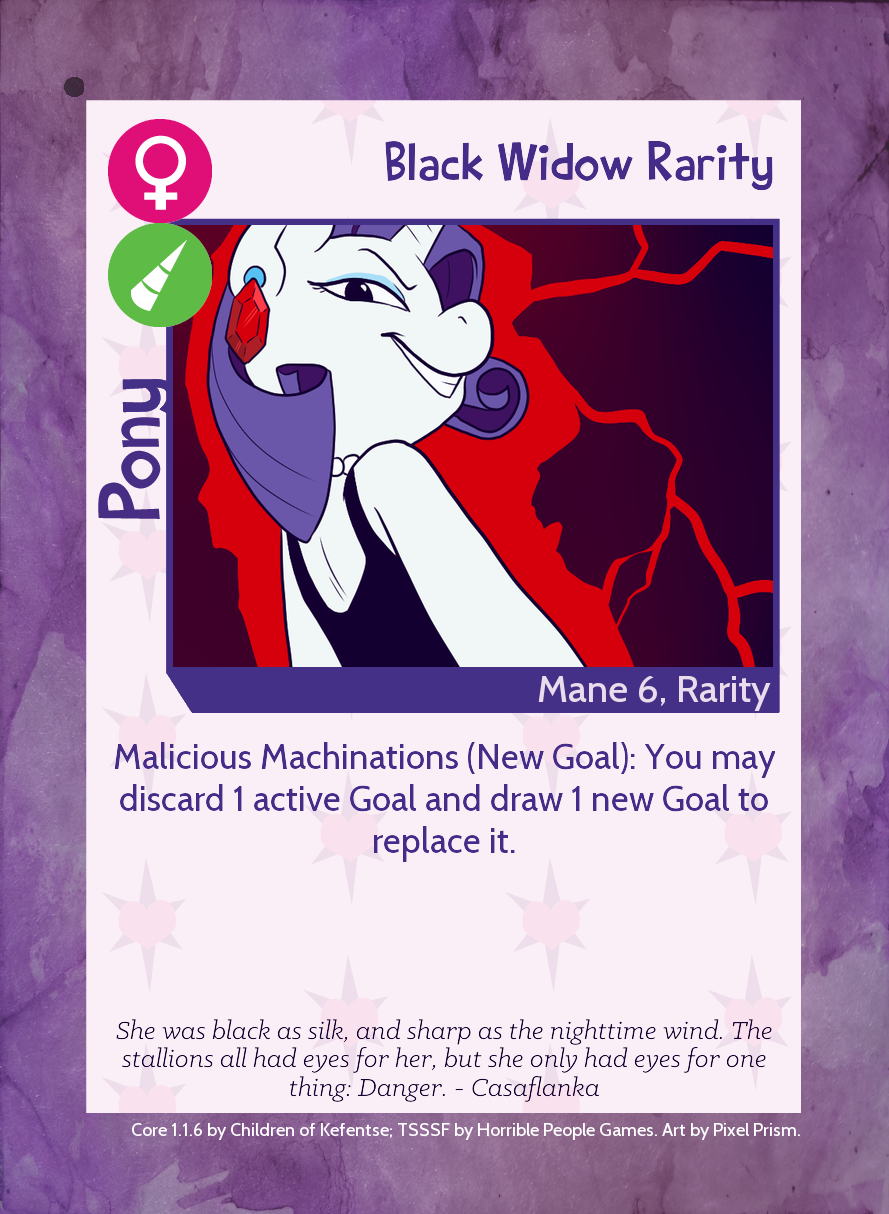 Black Widow Rarity
Pony
Mane 6, Rarity
Malicious Machinations (New Goal): You may
discard 1 active Goal and draw 1 new Goal to
replace it.
She was black as silk, and sharp as the nighttime wind. The
stallions all had eyes for her, but she only had eyes for one
thing: Danger. - Casaflanka
Core 1.1.6 by Children of Kefentse; TSSSF by Horrible People Games. Art by Pixel Prism.